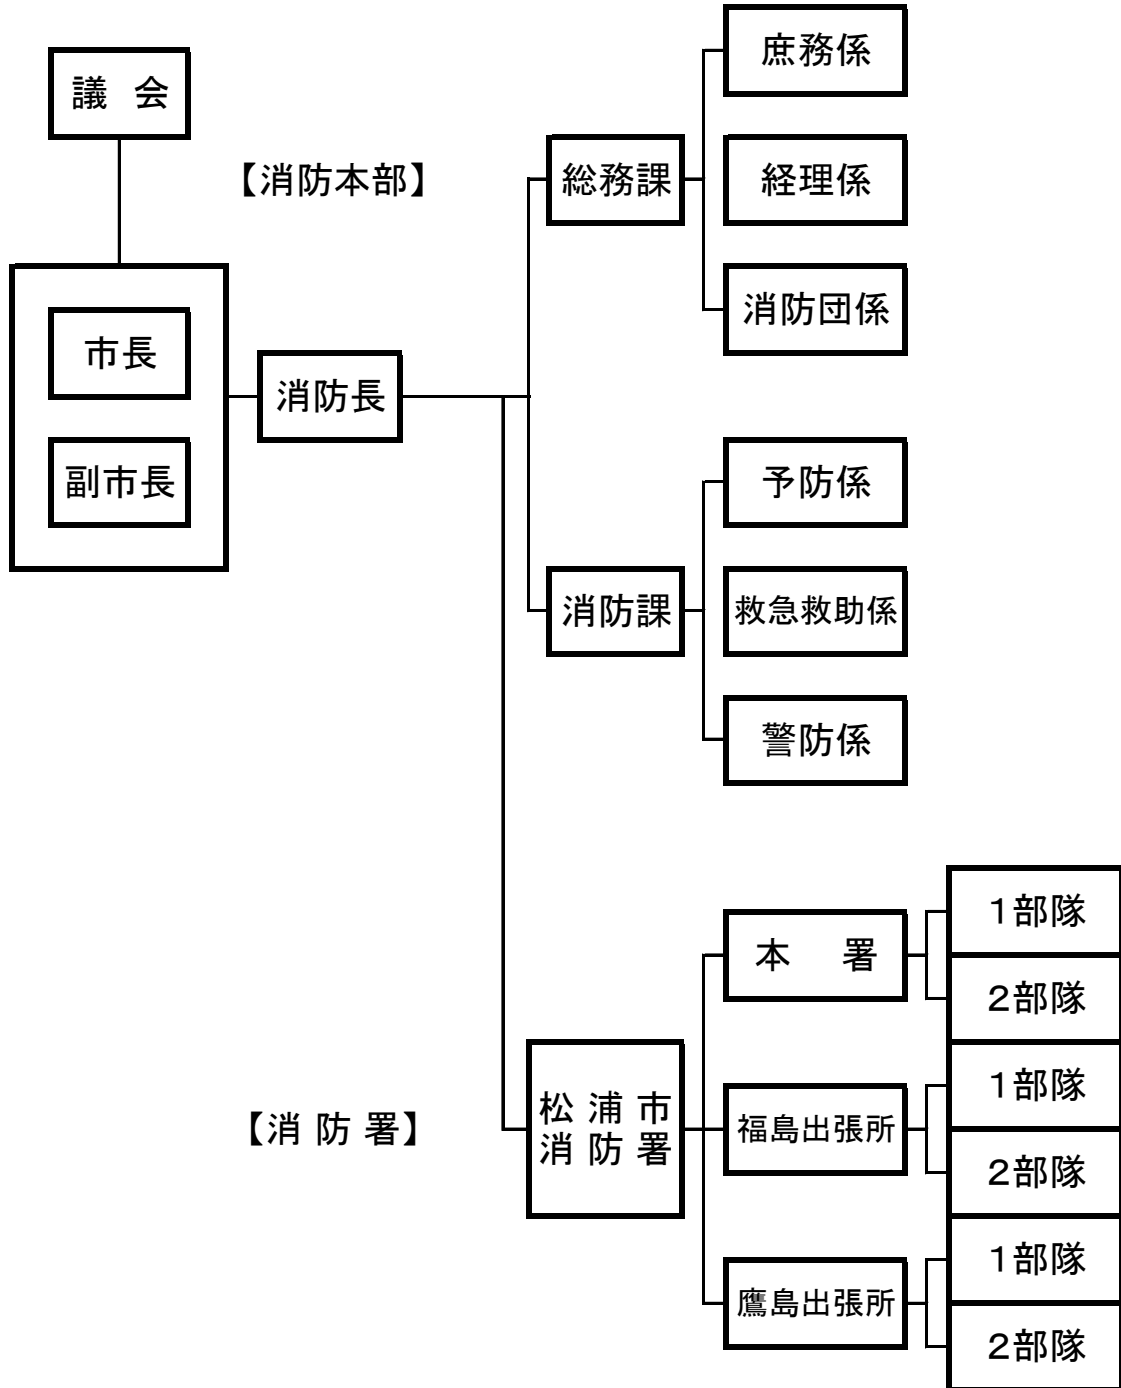 議 会
市長
副市長
消防長
【消防本部】
総務課
庶務係
経理係
消防団係
消防課
予防係
救急救助係
警防係
【消 防 署】
松 浦 市
消 防 署
本 署
1部隊
2部隊
福島出張所
1部隊
2部隊
鷹島出張所
1部隊
2部隊